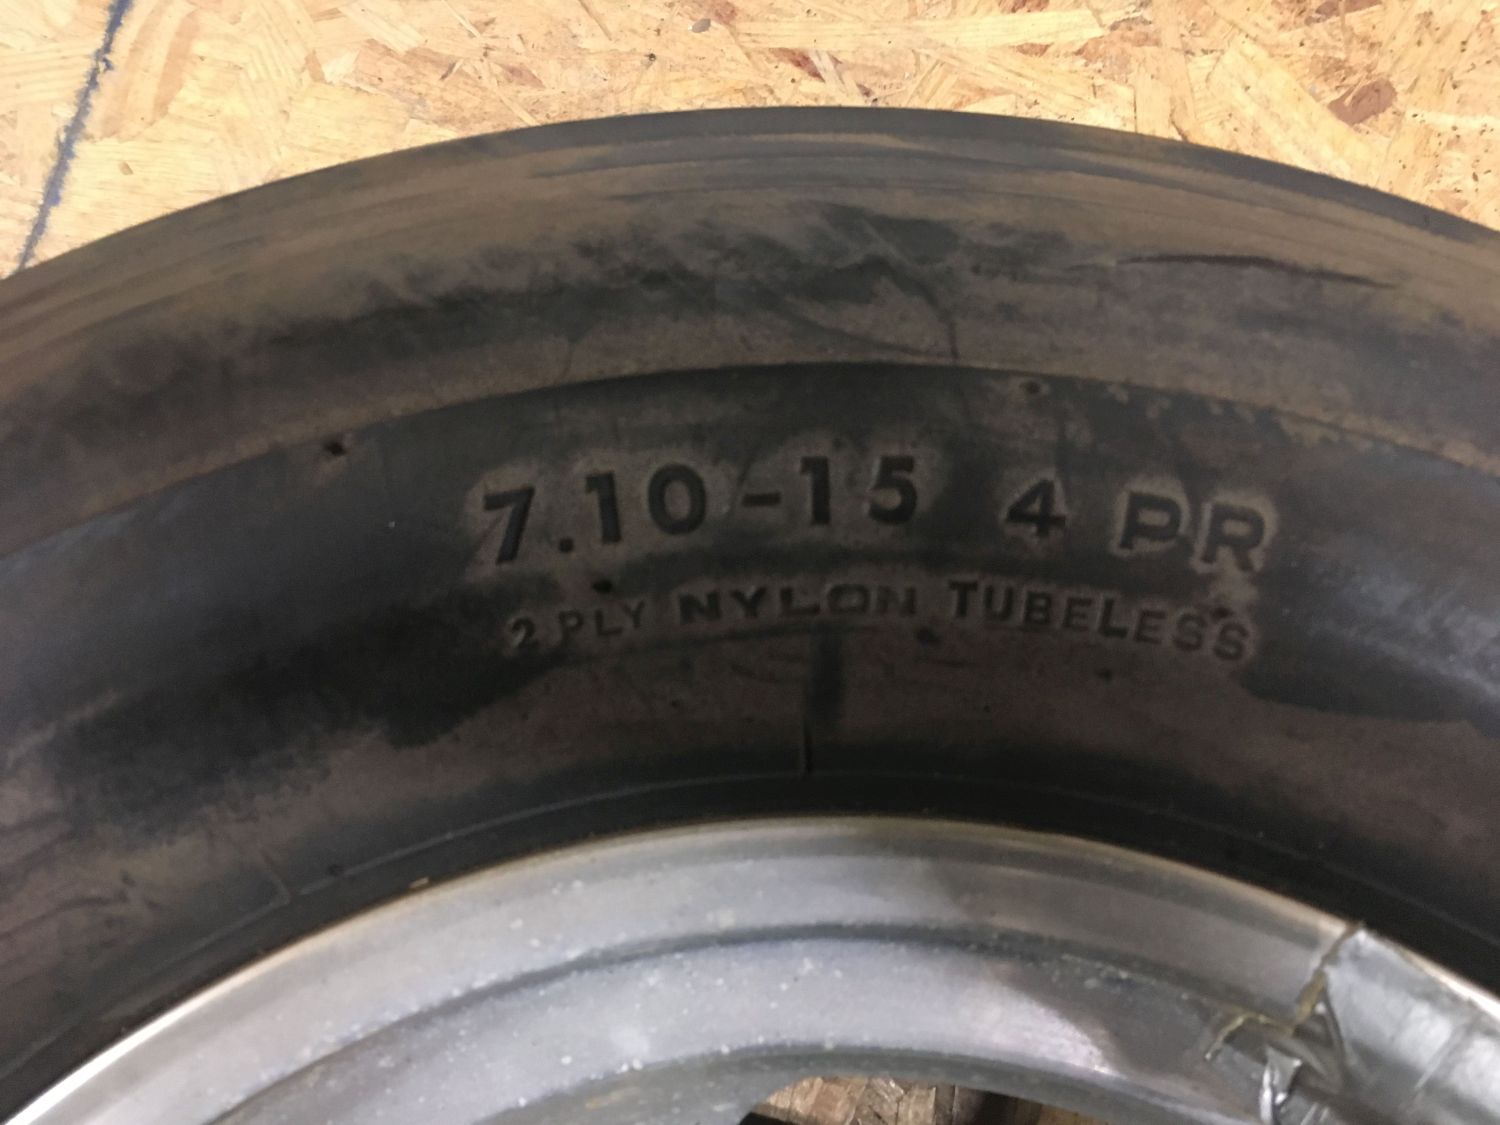 7.10-15 4 PR
2 PLY NYLON TUBELESS